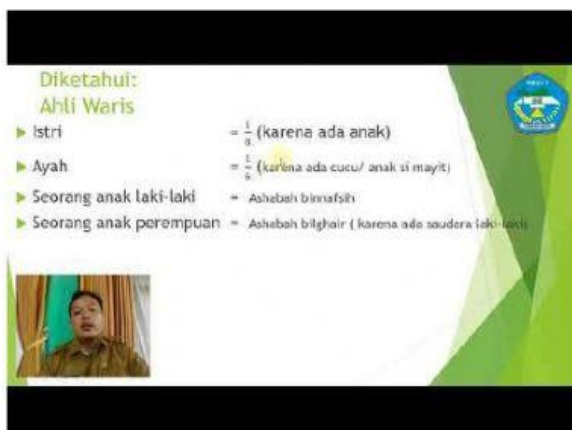 Diketahui:
Ahli Waris
Istri = 1/8 (karena ada anak)
Ayah = 1/6 (karena ada cucu/ anak si mayit)
Seorang anak laki-laki = Ashabah binnafsih
Seorang anak perempuan = Ashabah bilghair ( karena ada saudara laki-laki)